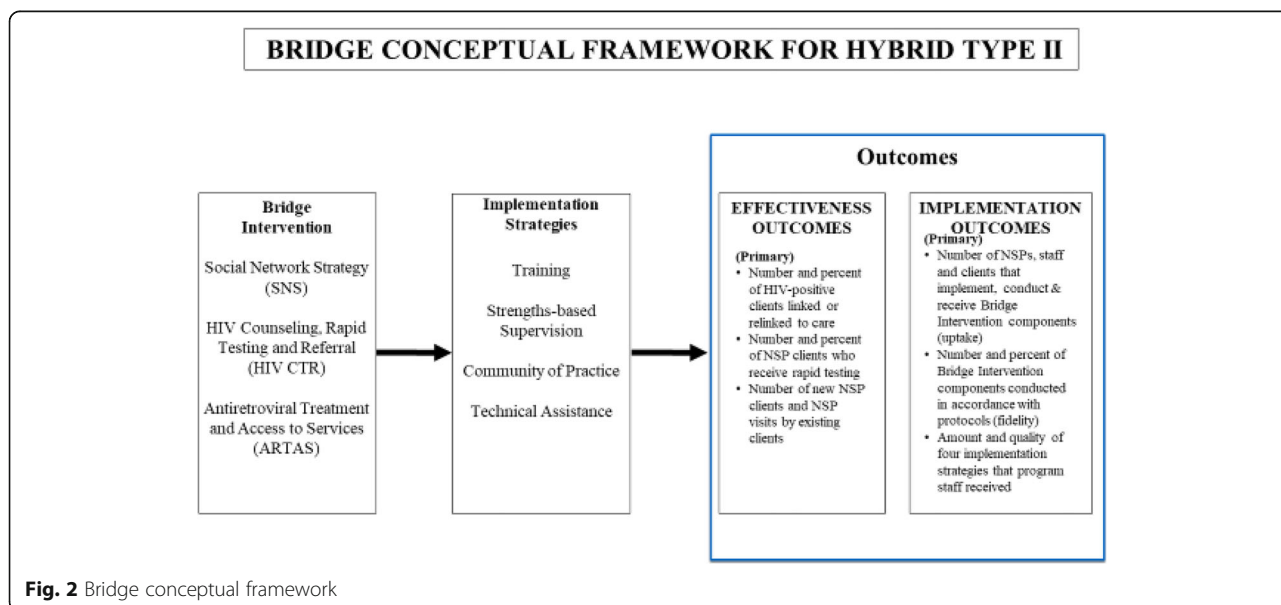 BRIDGE CONCEPTUAL FRAMEWORK FOR HYBRID TYPE II
Bridge
Intervention
Social Network Strategy
(SNS)
HIV Counseling, Rapid
Testing and Referral
(HIV CTR)
Antiretroviral Treatment
and Access to Services
(ARTAS)
Implementation
Strategies
Training
Strengths-based
Supervision
Community of Practice
Technical Assistance
Outcomes
EFFECTIVENESS
OUTCOMES
(Primary)
• Number and percent
of HIV-positive
clients linked or
relinked to care
• Number and percent
of NSP clients who
receive rapid testing
• Number of new NSP
clients and NSP
visits by existing
clients
IMPLEMENTATION
OUTCOMES
(Primary)
• Number of NSPs, staff
and clients that
implement, conduct &
receive Bridge
Intervention components
(uptake)
• Number and percent of
Bridge Intervention
components conducted
in accordance with
protocols (fidelity)
• Amount and quality of
four implementation
strategies that program
staff received
Fig. 2 Bridge conceptual framework